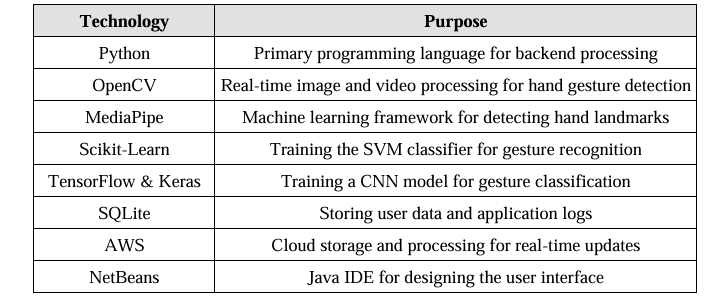 Technology Purpose
Python Primary programming language for backend processing
OpenCV Real-time image and video processing for hand gesture detection
MediaPipe Machine learning framework for detecting hand landmarks
Scikit-Learn Training the SVM classifier for gesture recognition
TensorFlow & Keras Training a CNN model for gesture classification
SQLite Storing user data and application logs
AWS Cloud storage and processing for real-time updates
NetBeans Java IDE for designing the user interface